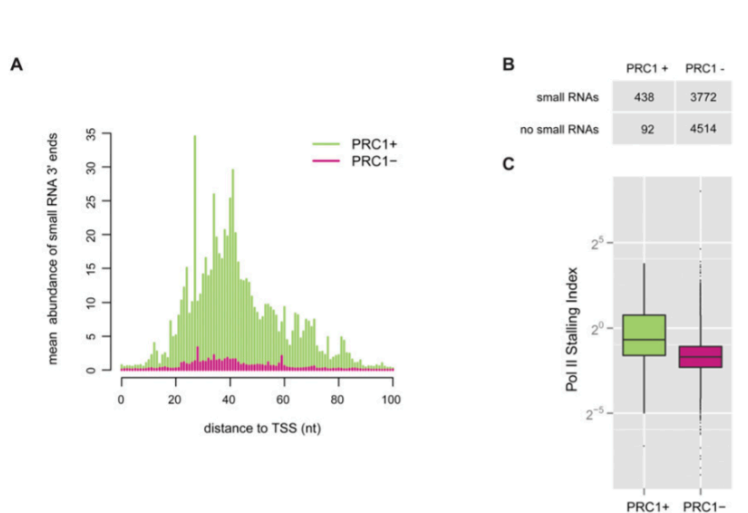 A
mean abundance of small RNA 3' ends
35
30
25
20
15
10
5
0
PRC1+
PRC1−
0 20 40 60 80 100
distance to TSS (nt)
B
PRC1 + PRC1 -
small RNAs 438 3772
no small RNAs 92 4514
C
Pol II Stalling Index
2^5
2^0
2^−5
PRC1+ PRC1−